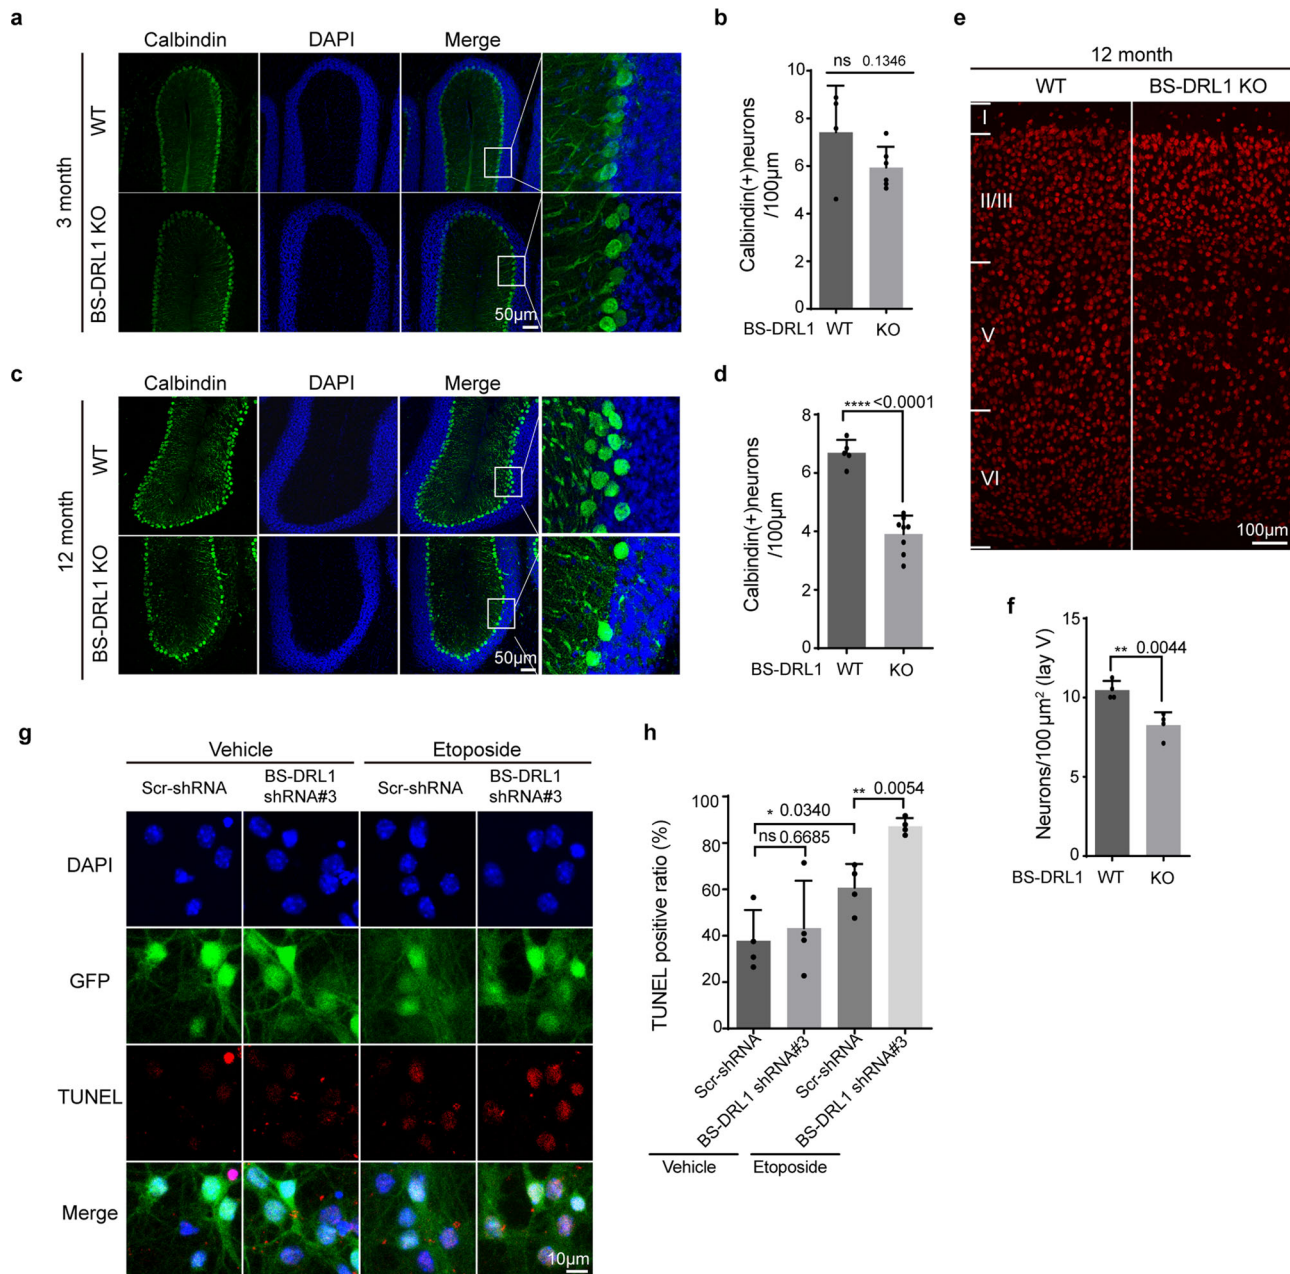 a
Calbindin DAPI Merge
3 month
WT
BS-DRL1 KO
50µm
b
ns 0.1346
Calbindin(+)neurons
/100µm
10
8
6
4
2
0
BS-DRL1 WT KO
c
Calbindin DAPI Merge
12 month
WT
BS-DRL1 KO
50µm
d
**** <0.0001
Calbindin(+)neurons
/100µm
8
6
4
2
0
BS-DRL1 WT KO
e
12 month
WT BS-DRL1 KO
I
II/III
V
VI
100µm
f
** 0.0044
Neurons/100 µm² (lay V)
15
10
5
0
BS-DRL1 WT KO
g
Vehicle Etoposide
Scr-shRNA BS-DRL1 shRNA#3 Scr-shRNA BS-DRL1 shRNA#3
DAPI
GFP
TUNEL
Merge
10µm
h
** 0.0054
* 0.0340
ns 0.6685
TUNEL positive ratio (%)
100
80
60
40
20
0
Scr-shRNA
BS-DRL1 shRNA#3
Scr-shRNA
BS-DRL1 shRNA#3
Vehicle Etoposide